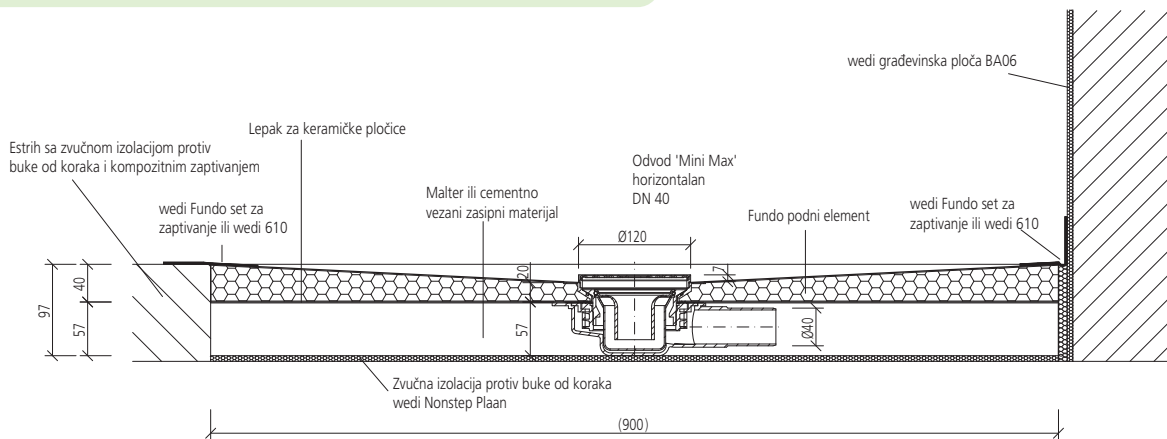 wedi građevinska ploča BA06
Lepak za keramičke pločice
Estrih sa zvučnom izolacijom protiv
buke od koraka i kompozitnim zaptivanjem
Odvod 'Mini Max'
horizontalan
DN 40
Malter ili cementno
vezani zasipni materijal
wedi Fundo set za
zaptivanje ili wedi 610
Fundo podni element
wedi Fundo set za
zaptivanje ili wedi 610
Ø120
20
7
40
97
57
57
Ø40
Zvučna izolacija protiv buke od koraka
wedi Nonstep Plaan
(900)